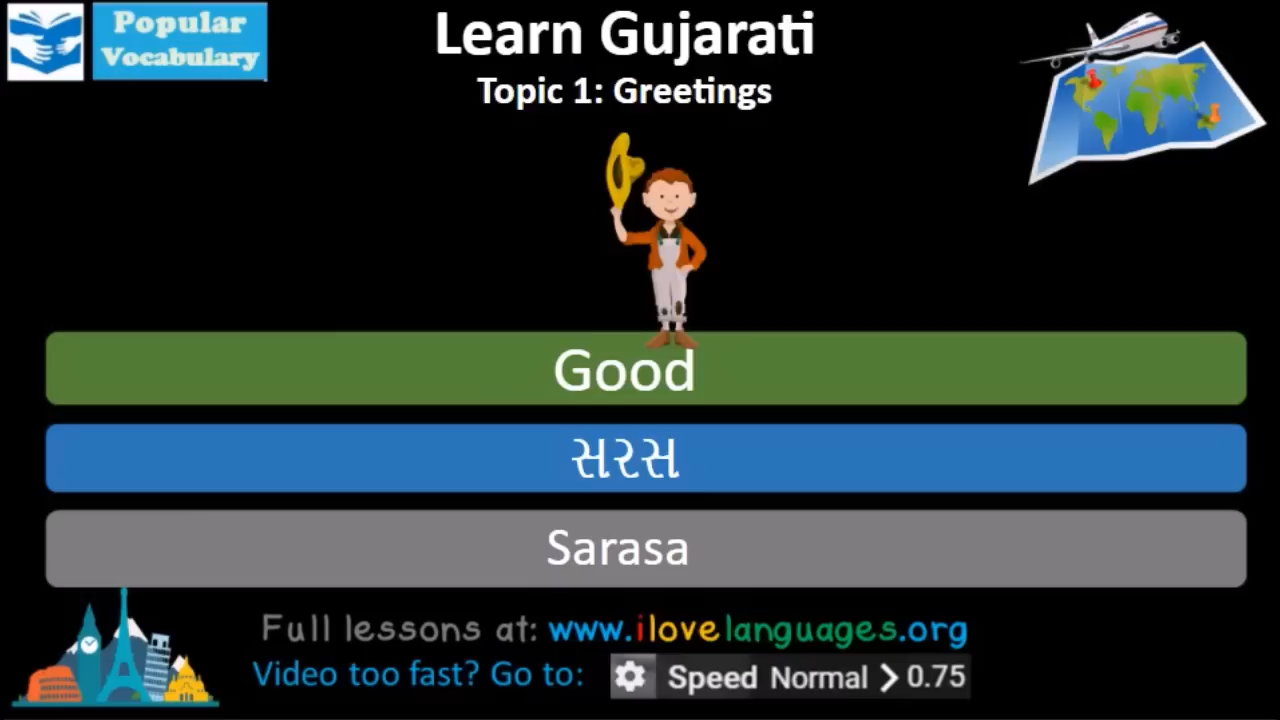 Popular
Vocabulary
Learn Gujarati
Topic 1: Greetings
Good
સરસ
Sarasa
Full lessons at: www.ilovelanguages.org
Video too fast? Go to: Speed Normal > 0.75